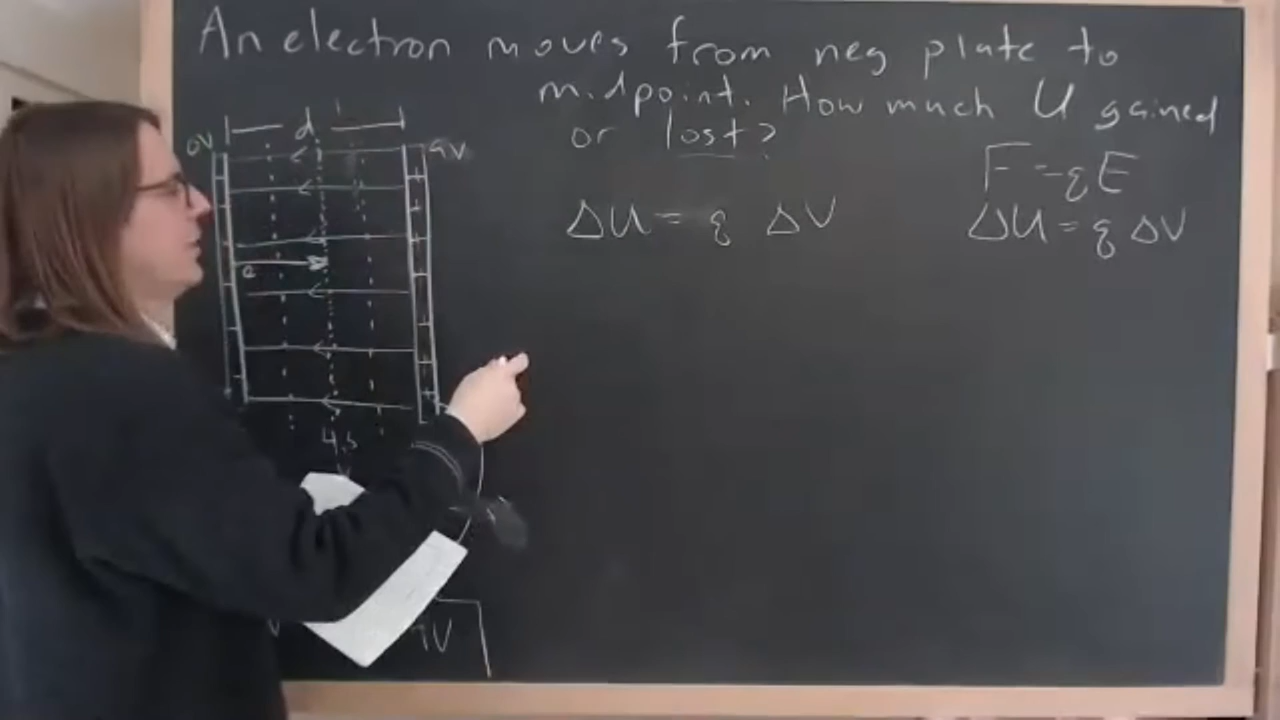 An electron moves from neg plate to
midpoint. How much U gained
or lost?
d
0V
9V
F = qE
ΔU = q ΔV
ΔU = q ΔV
e
4.5
9V